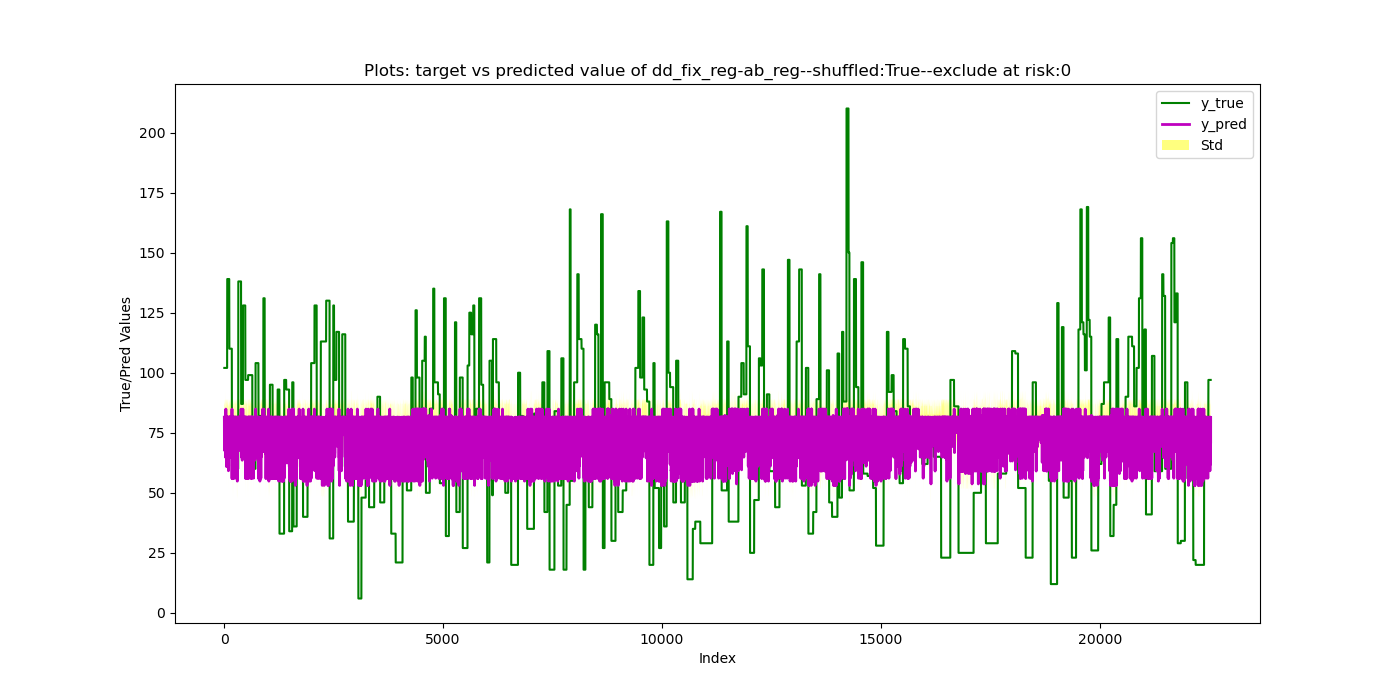 Plots: target vs predicted value of dd_fix_reg-ab_reg--shuffled:True--exclude at risk:0
y_true
y_pred
Std
200
175
150
125
100
75
50
25
0
True/Pred Values
0 5000 10000 15000 20000
Index